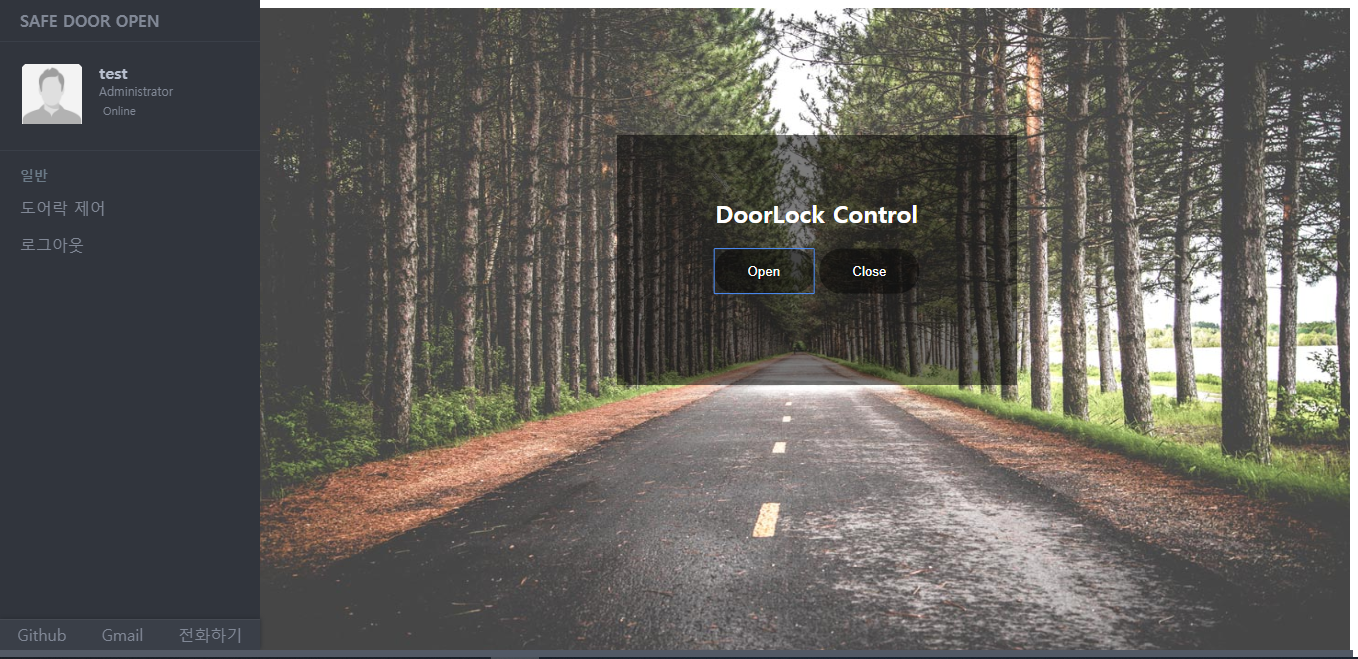 SAFE DOOR OPEN
test
Administrator
Online
일반
도어락 제어
로그아웃
DoorLock Control
Open Close
Github Gmail 전화하기